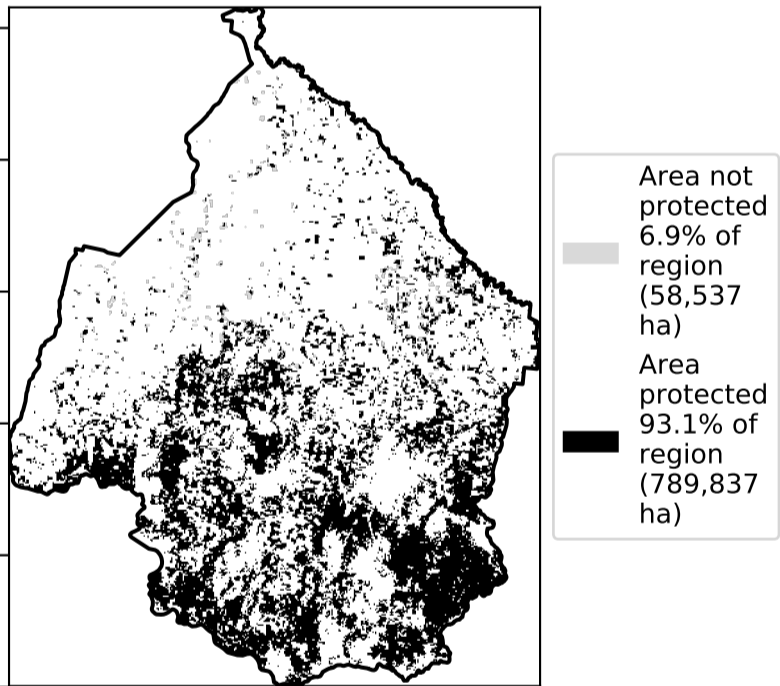 Area not
protected
6.9% of
region
(58,537
ha)
Area
protected
93.1% of
region
(789,837
ha)